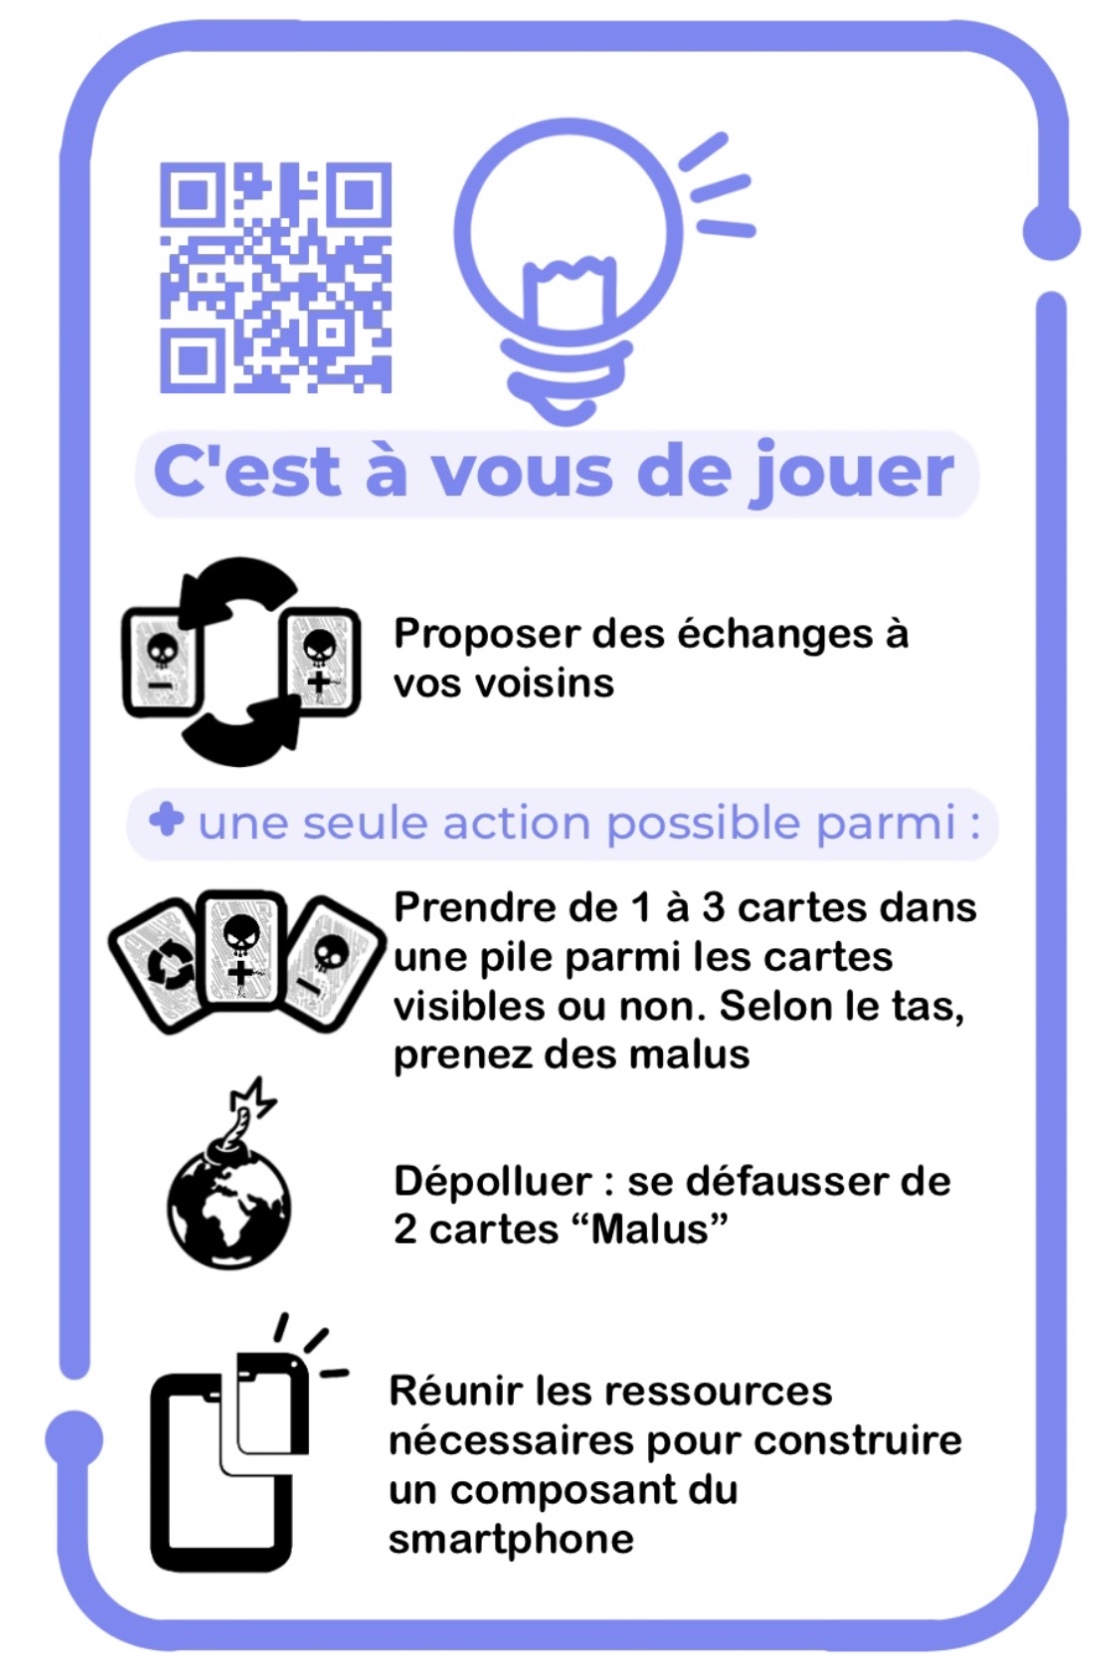 C'est à vous de jouer
Proposer des échanges à
vos voisins
+ une seule action possible parmi :
Prendre de 1 à 3 cartes dans
une pile parmi les cartes
visibles ou non. Selon le tas,
prenez des malus
Dépolluer : se défausser de
2 cartes “Malus”
Réunir les ressources
nécessaires pour construire
un composant du
smartphone